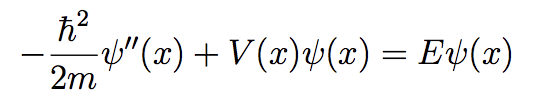 $-\frac{\hbar^2}{2m}\psi''(x) + V(x)\psi(x) = E\psi(x)$